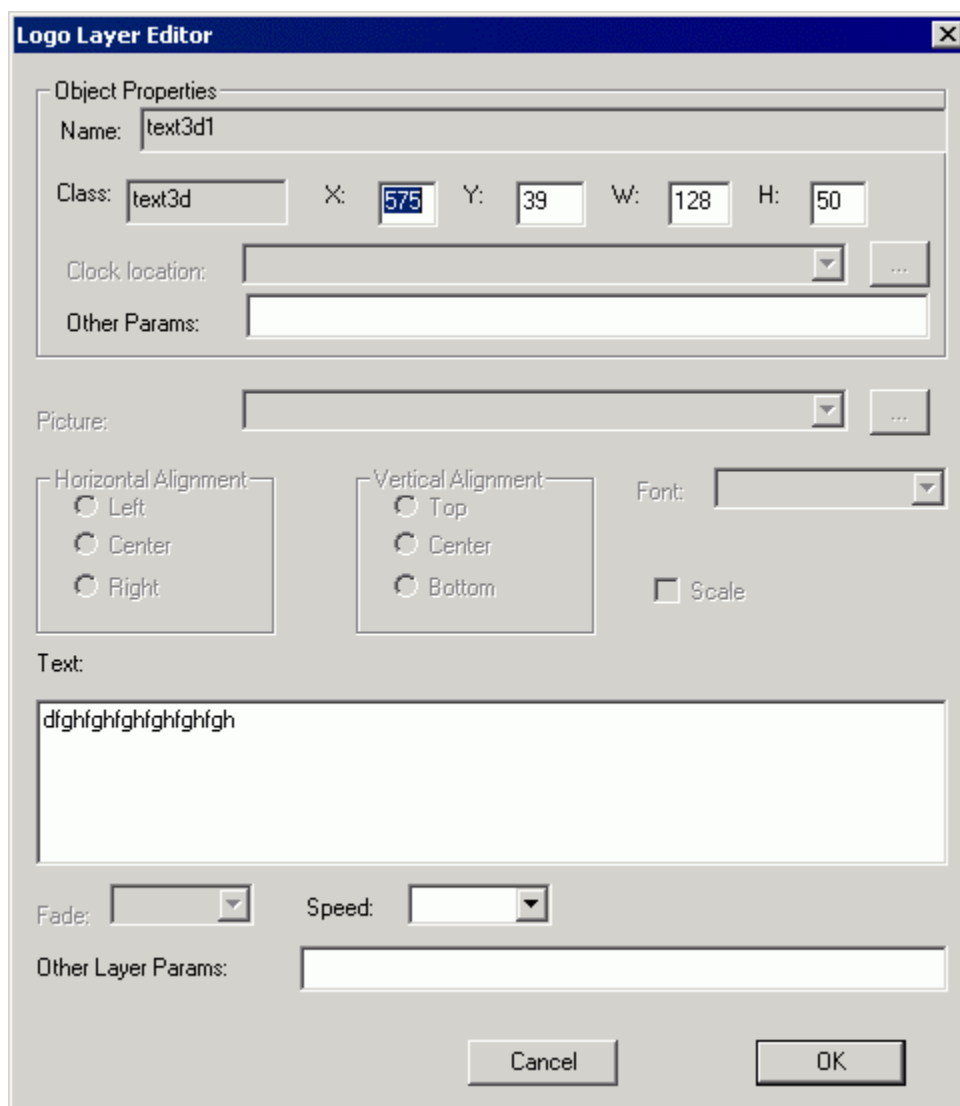 Logo Layer Editor
Object Properties
Name: text3d1
Class: text3d X: 575 Y: 39 W: 128 H: 50
Clock location: ...
Other Params:
Picture: ...
Horizontal Alignment Vertical Alignment Font:
Left Top
Center Center
Right Bottom Scale
Text:
dfghfghfghfghfghfgh
Fade: Speed:
Other Layer Params:
Cancel OK